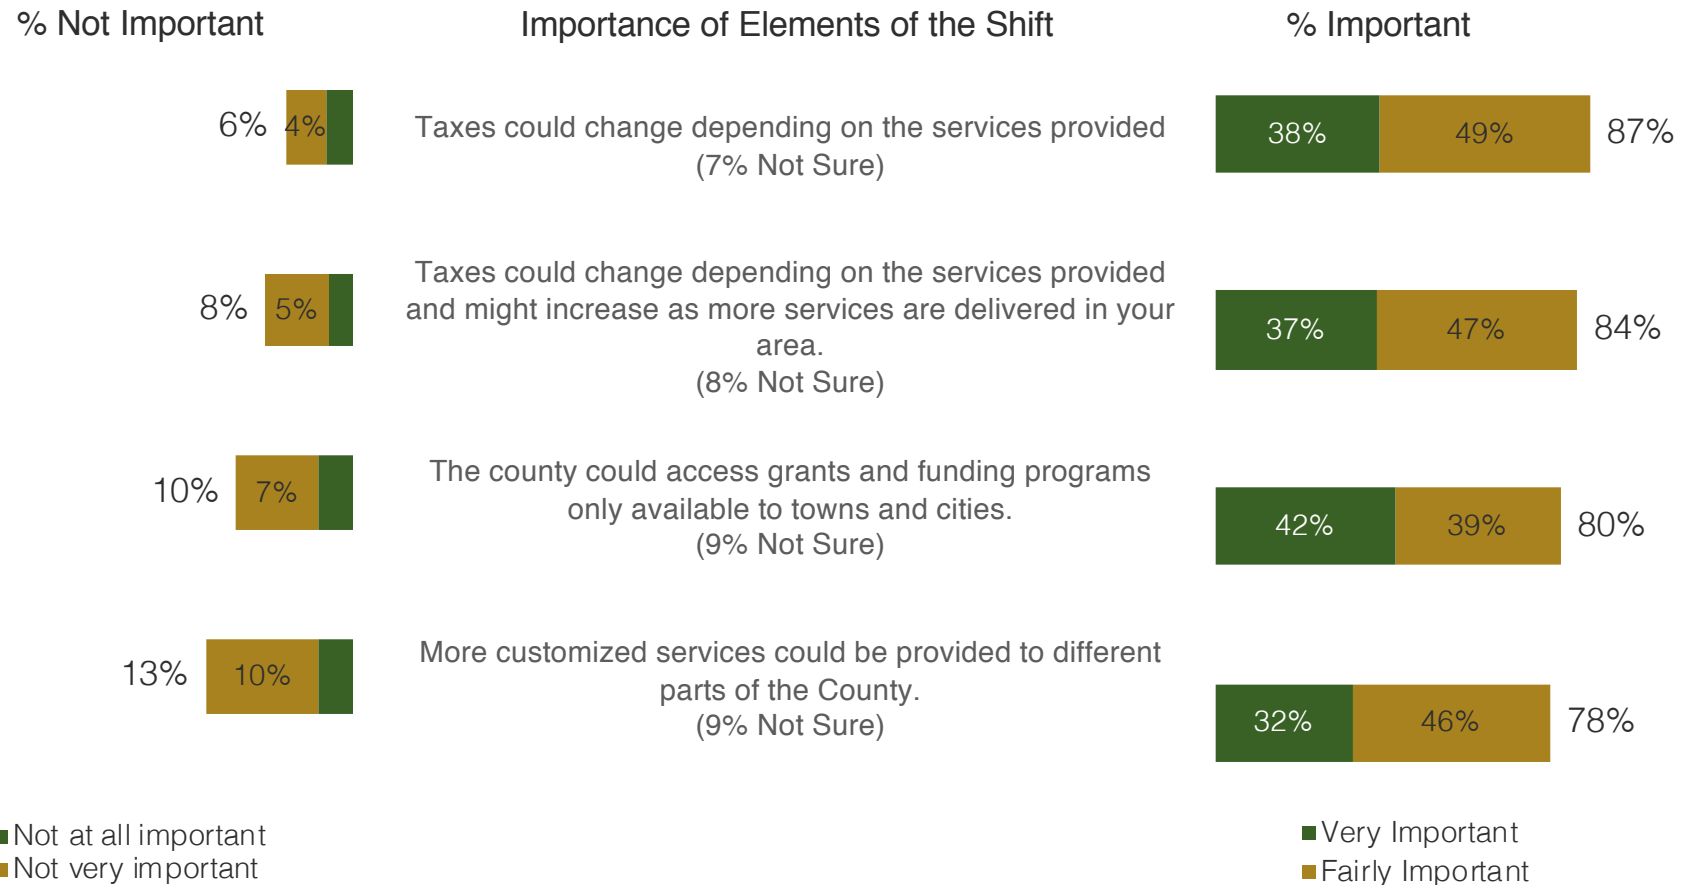 % Not Important
Importance of Elements of the Shift
% Important
6%
4%
Taxes could change depending on the services provided
(7% Not Sure)
38%
49%
87%
8%
5%
Taxes could change depending on the services provided
and might increase as more services are delivered in your
area.
(8% Not Sure)
37%
47%
84%
10%
7%
The county could access grants and funding programs
only available to towns and cities.
(9% Not Sure)
42%
39%
80%
13%
10%
More customized services could be provided to different
parts of the County.
(9% Not Sure)
32%
46%
78%
Not at all important
Not very important
Very Important
Fairly Important